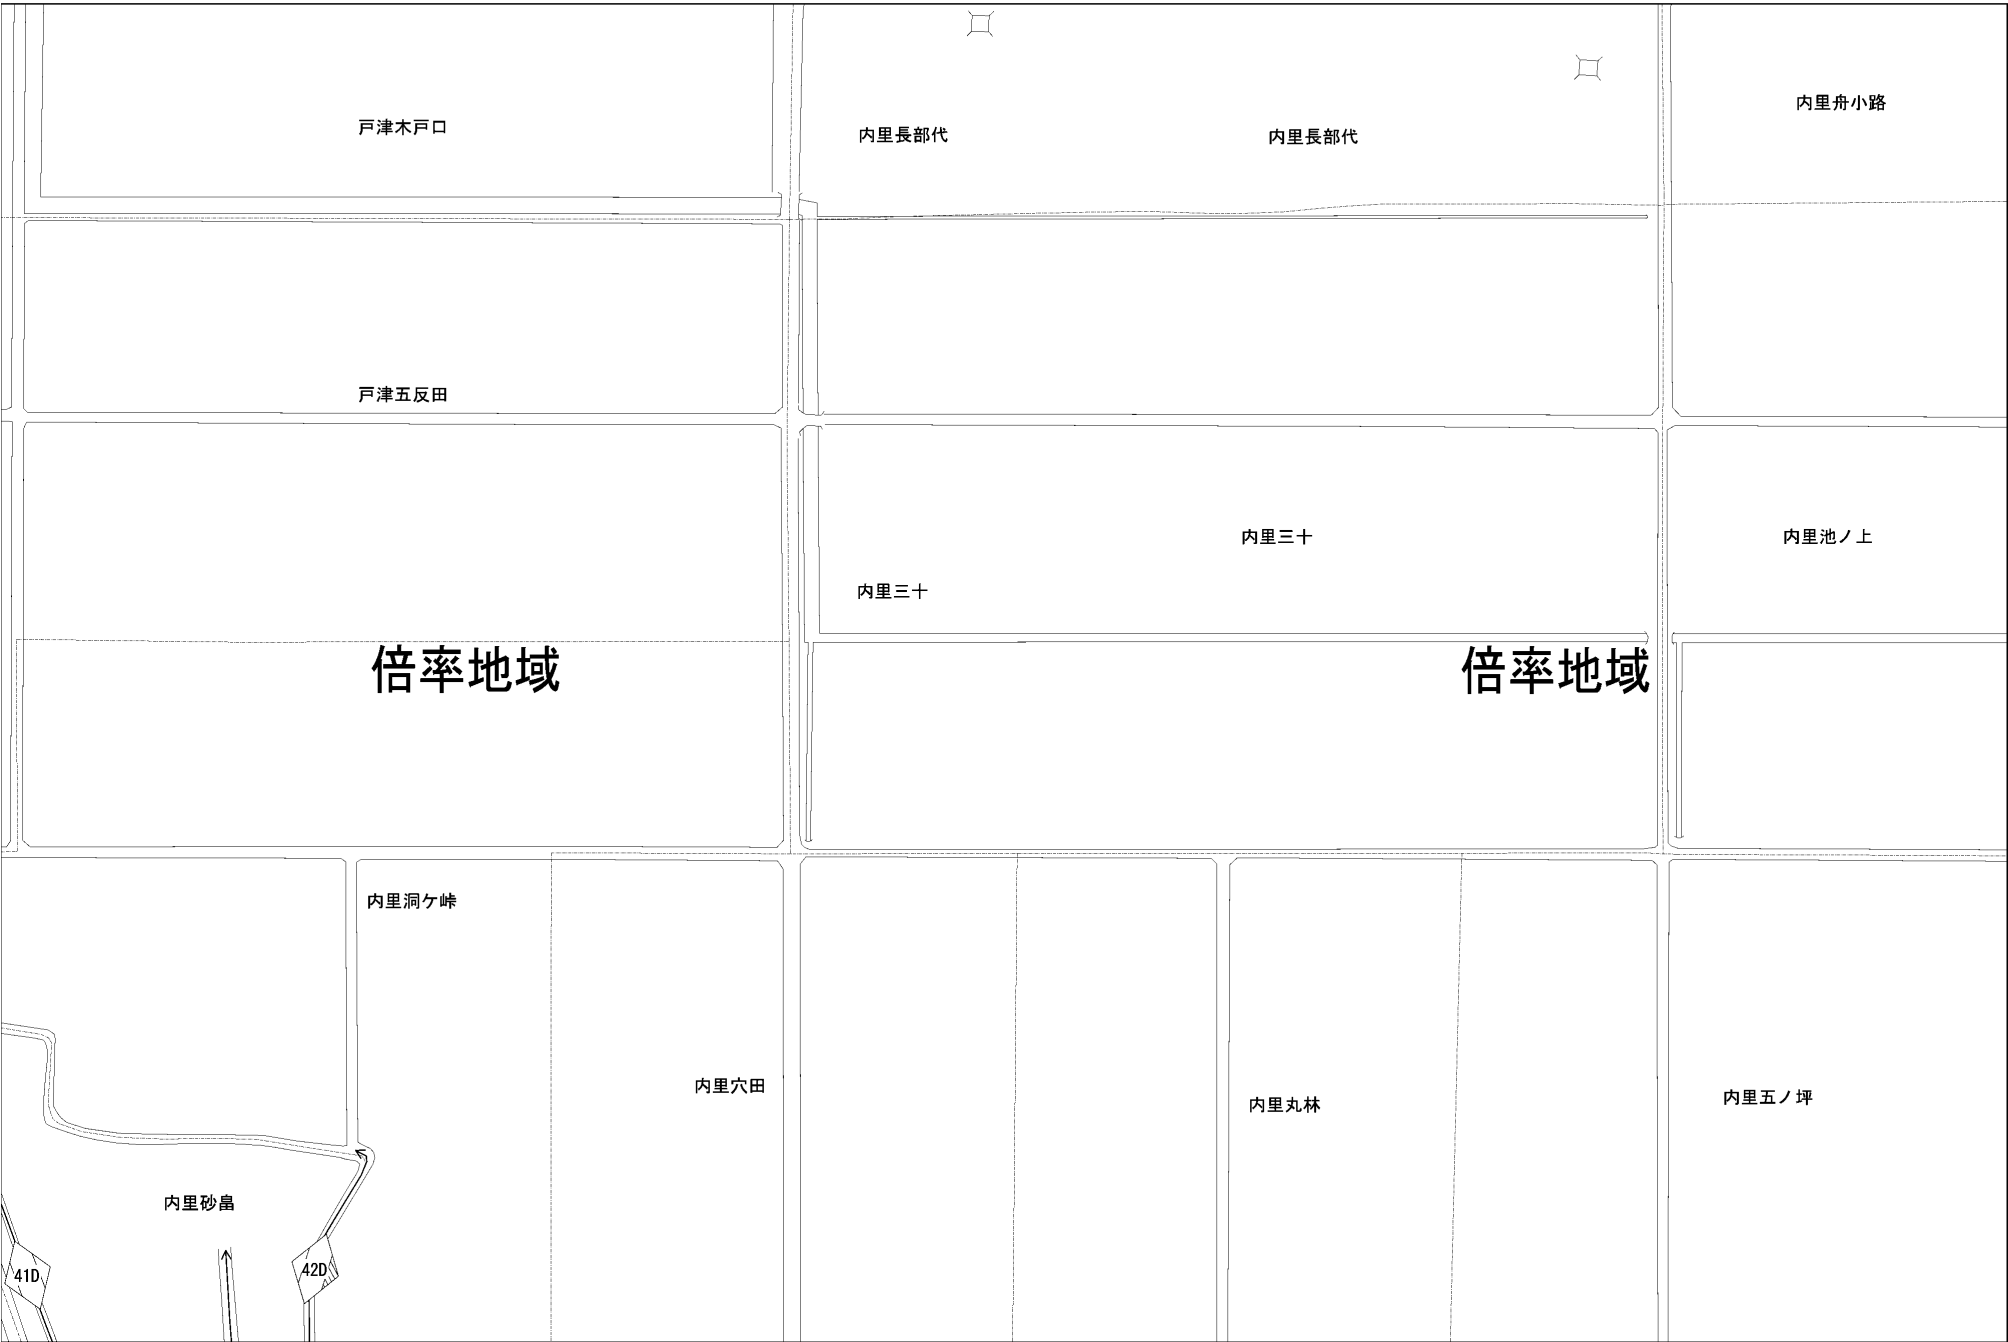 内里舟小路
戸津木戸口
内里長部代
内里長部代
戸津五反田
内里三十
内里池ノ上
内里三十
倍率地域
倍率地域
内里洞ケ峠
内里穴田
内里丸林
内里五ノ坪
内里砂畠
41D
42D